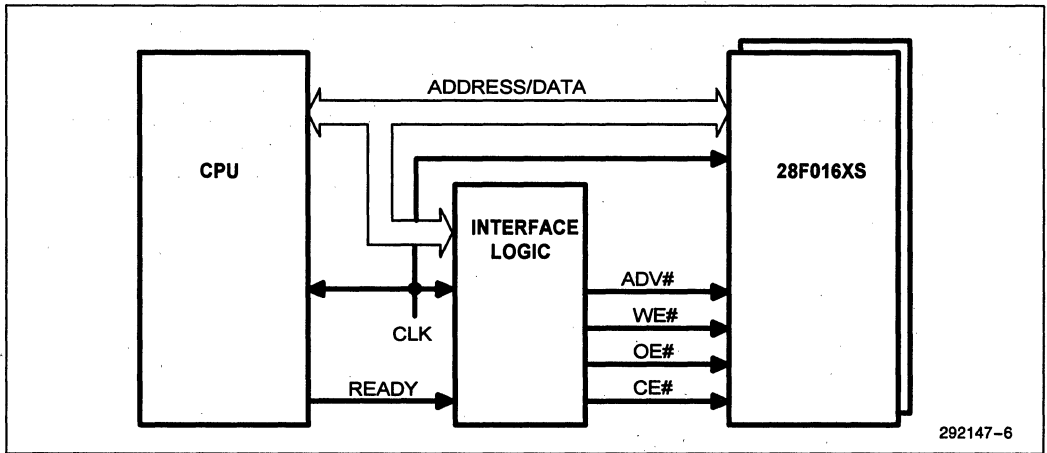 ADDRESS/DATA
CPU
28F016XS
INTERFACE
LOGIC
ADV#
WE#
CLK
OE#
READY
CE#
292147-6